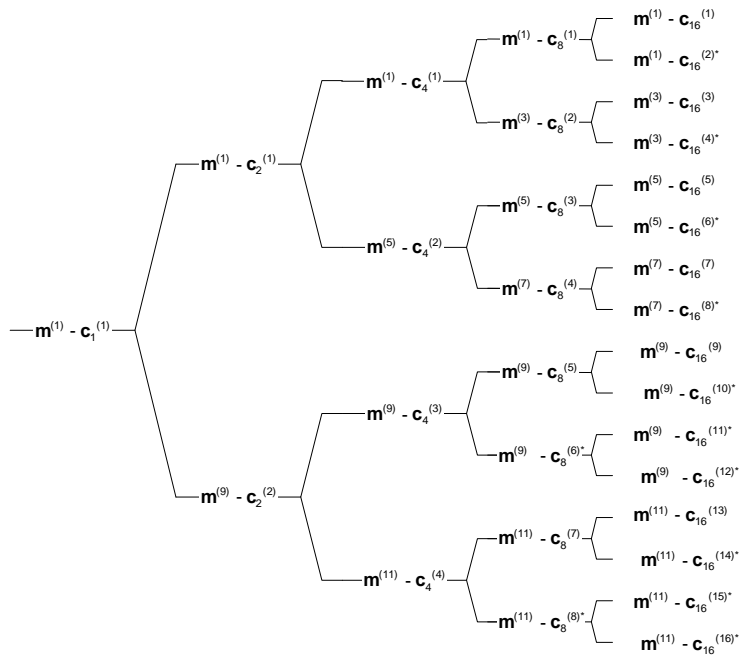 m(1) - c16(1)
m(1) - c8(1)
m(1) - c16(2)*
m(1) - c4(1)
m(3) - c16(3)
m(3) - c8(2)
m(3) - c16(4)*
m(1) - c2(1)
m(5) - c16(5)
m(5) - c8(3)
m(5) - c16(6)*
m(5) - c4(2)
m(7) - c16(7)
m(7) - c8(4)
m(7) - c16(8)*
m(1) - c1(1)
m(9) - c16(9)
m(9) - c8(5)
m(9) - c16(10)*
m(9) - c4(3)
m(9) - c16(11)*
m(9) - c8(6)*
m(9) - c16(12)*
m(9) - c2(2)
m(11) - c16(13)
m(11) - c8(7)
m(11) - c16(14)*
m(11) - c4(4)
m(11) - c16(15)*
m(11) - c8(8)*
m(11) - c16(16)*